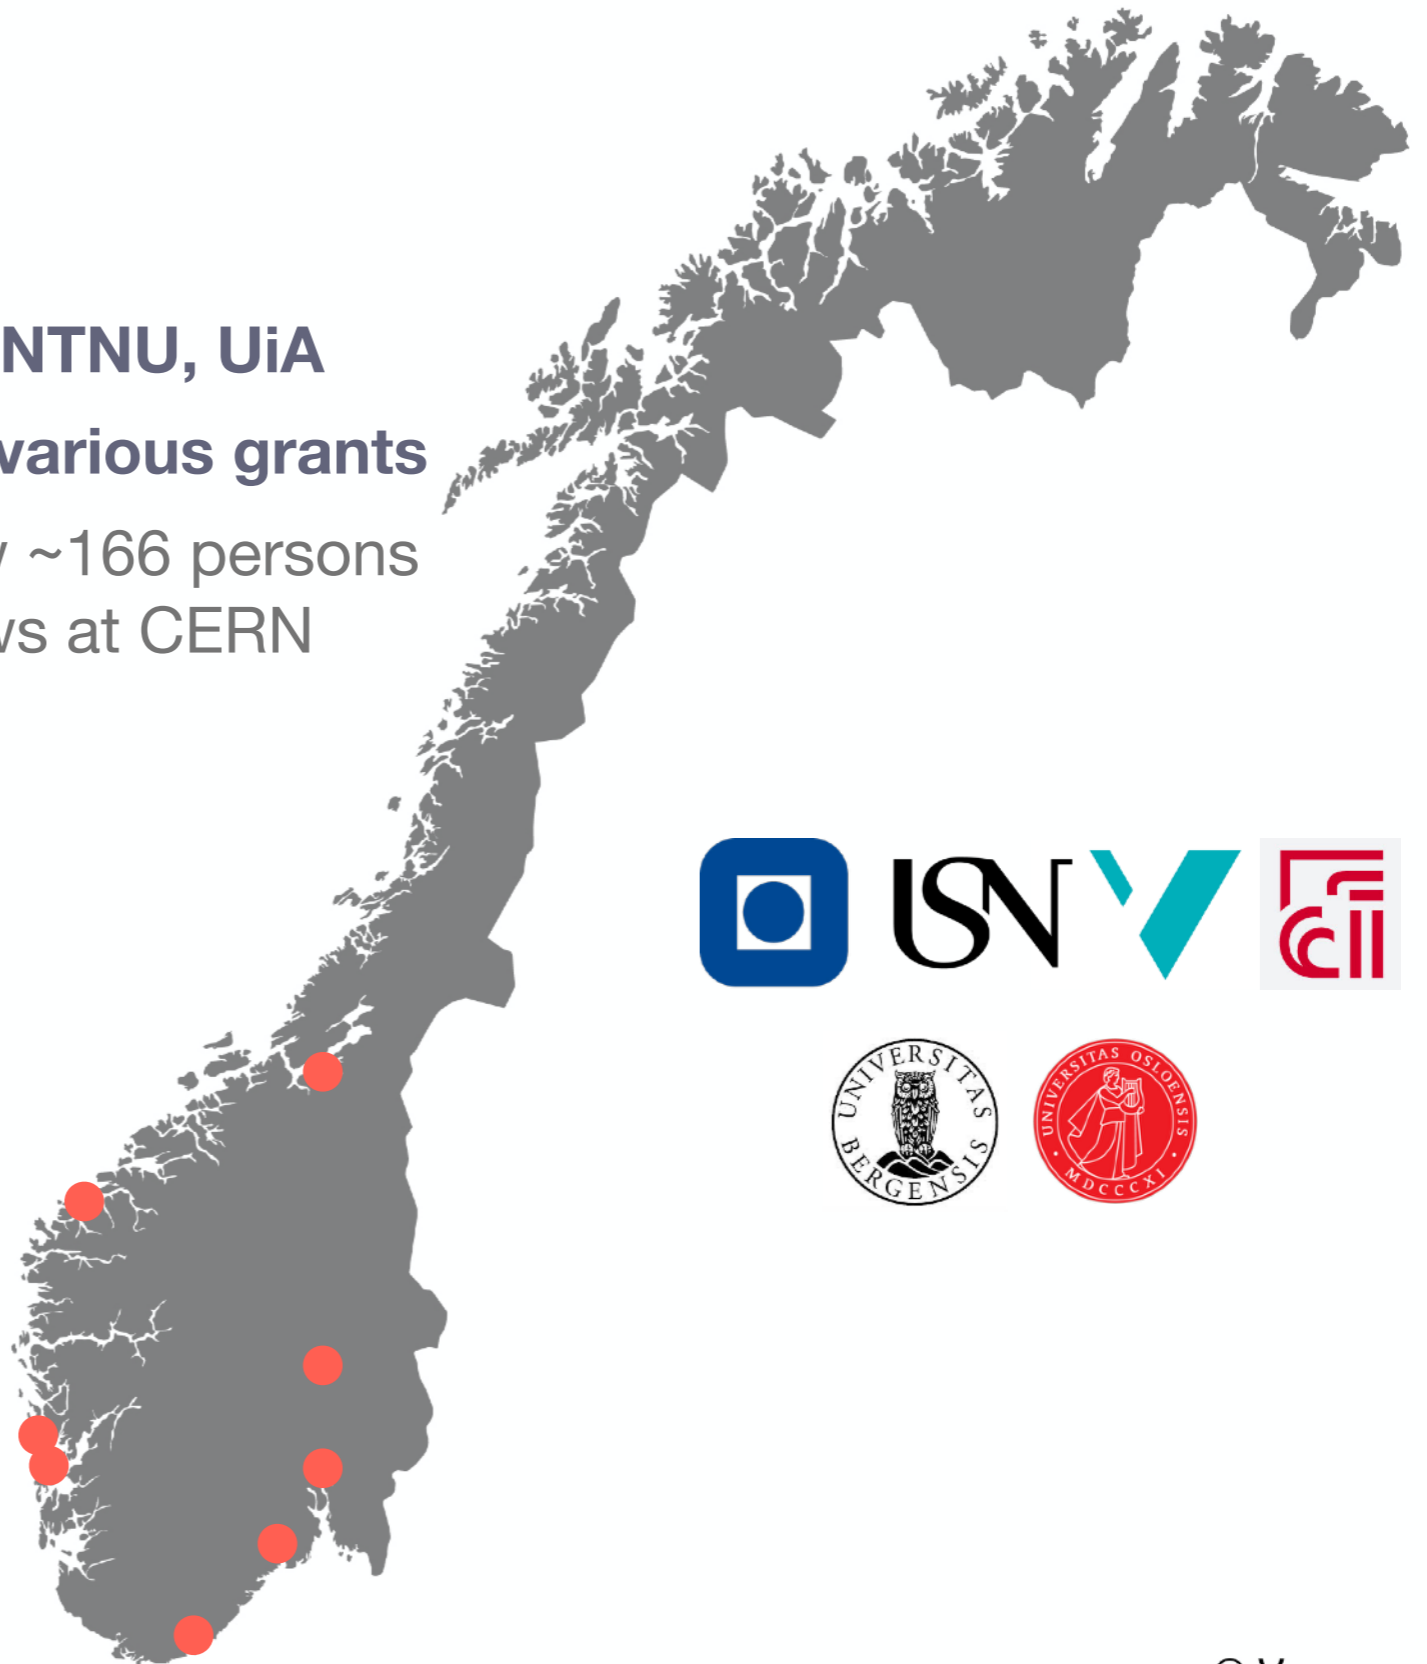 NTNU, UiA
various grants
~166 persons
at CERN
USN
UNIVERSITAS BERGENSIS
UNIVERSITAS OSLOENSIS
MDCCCXI